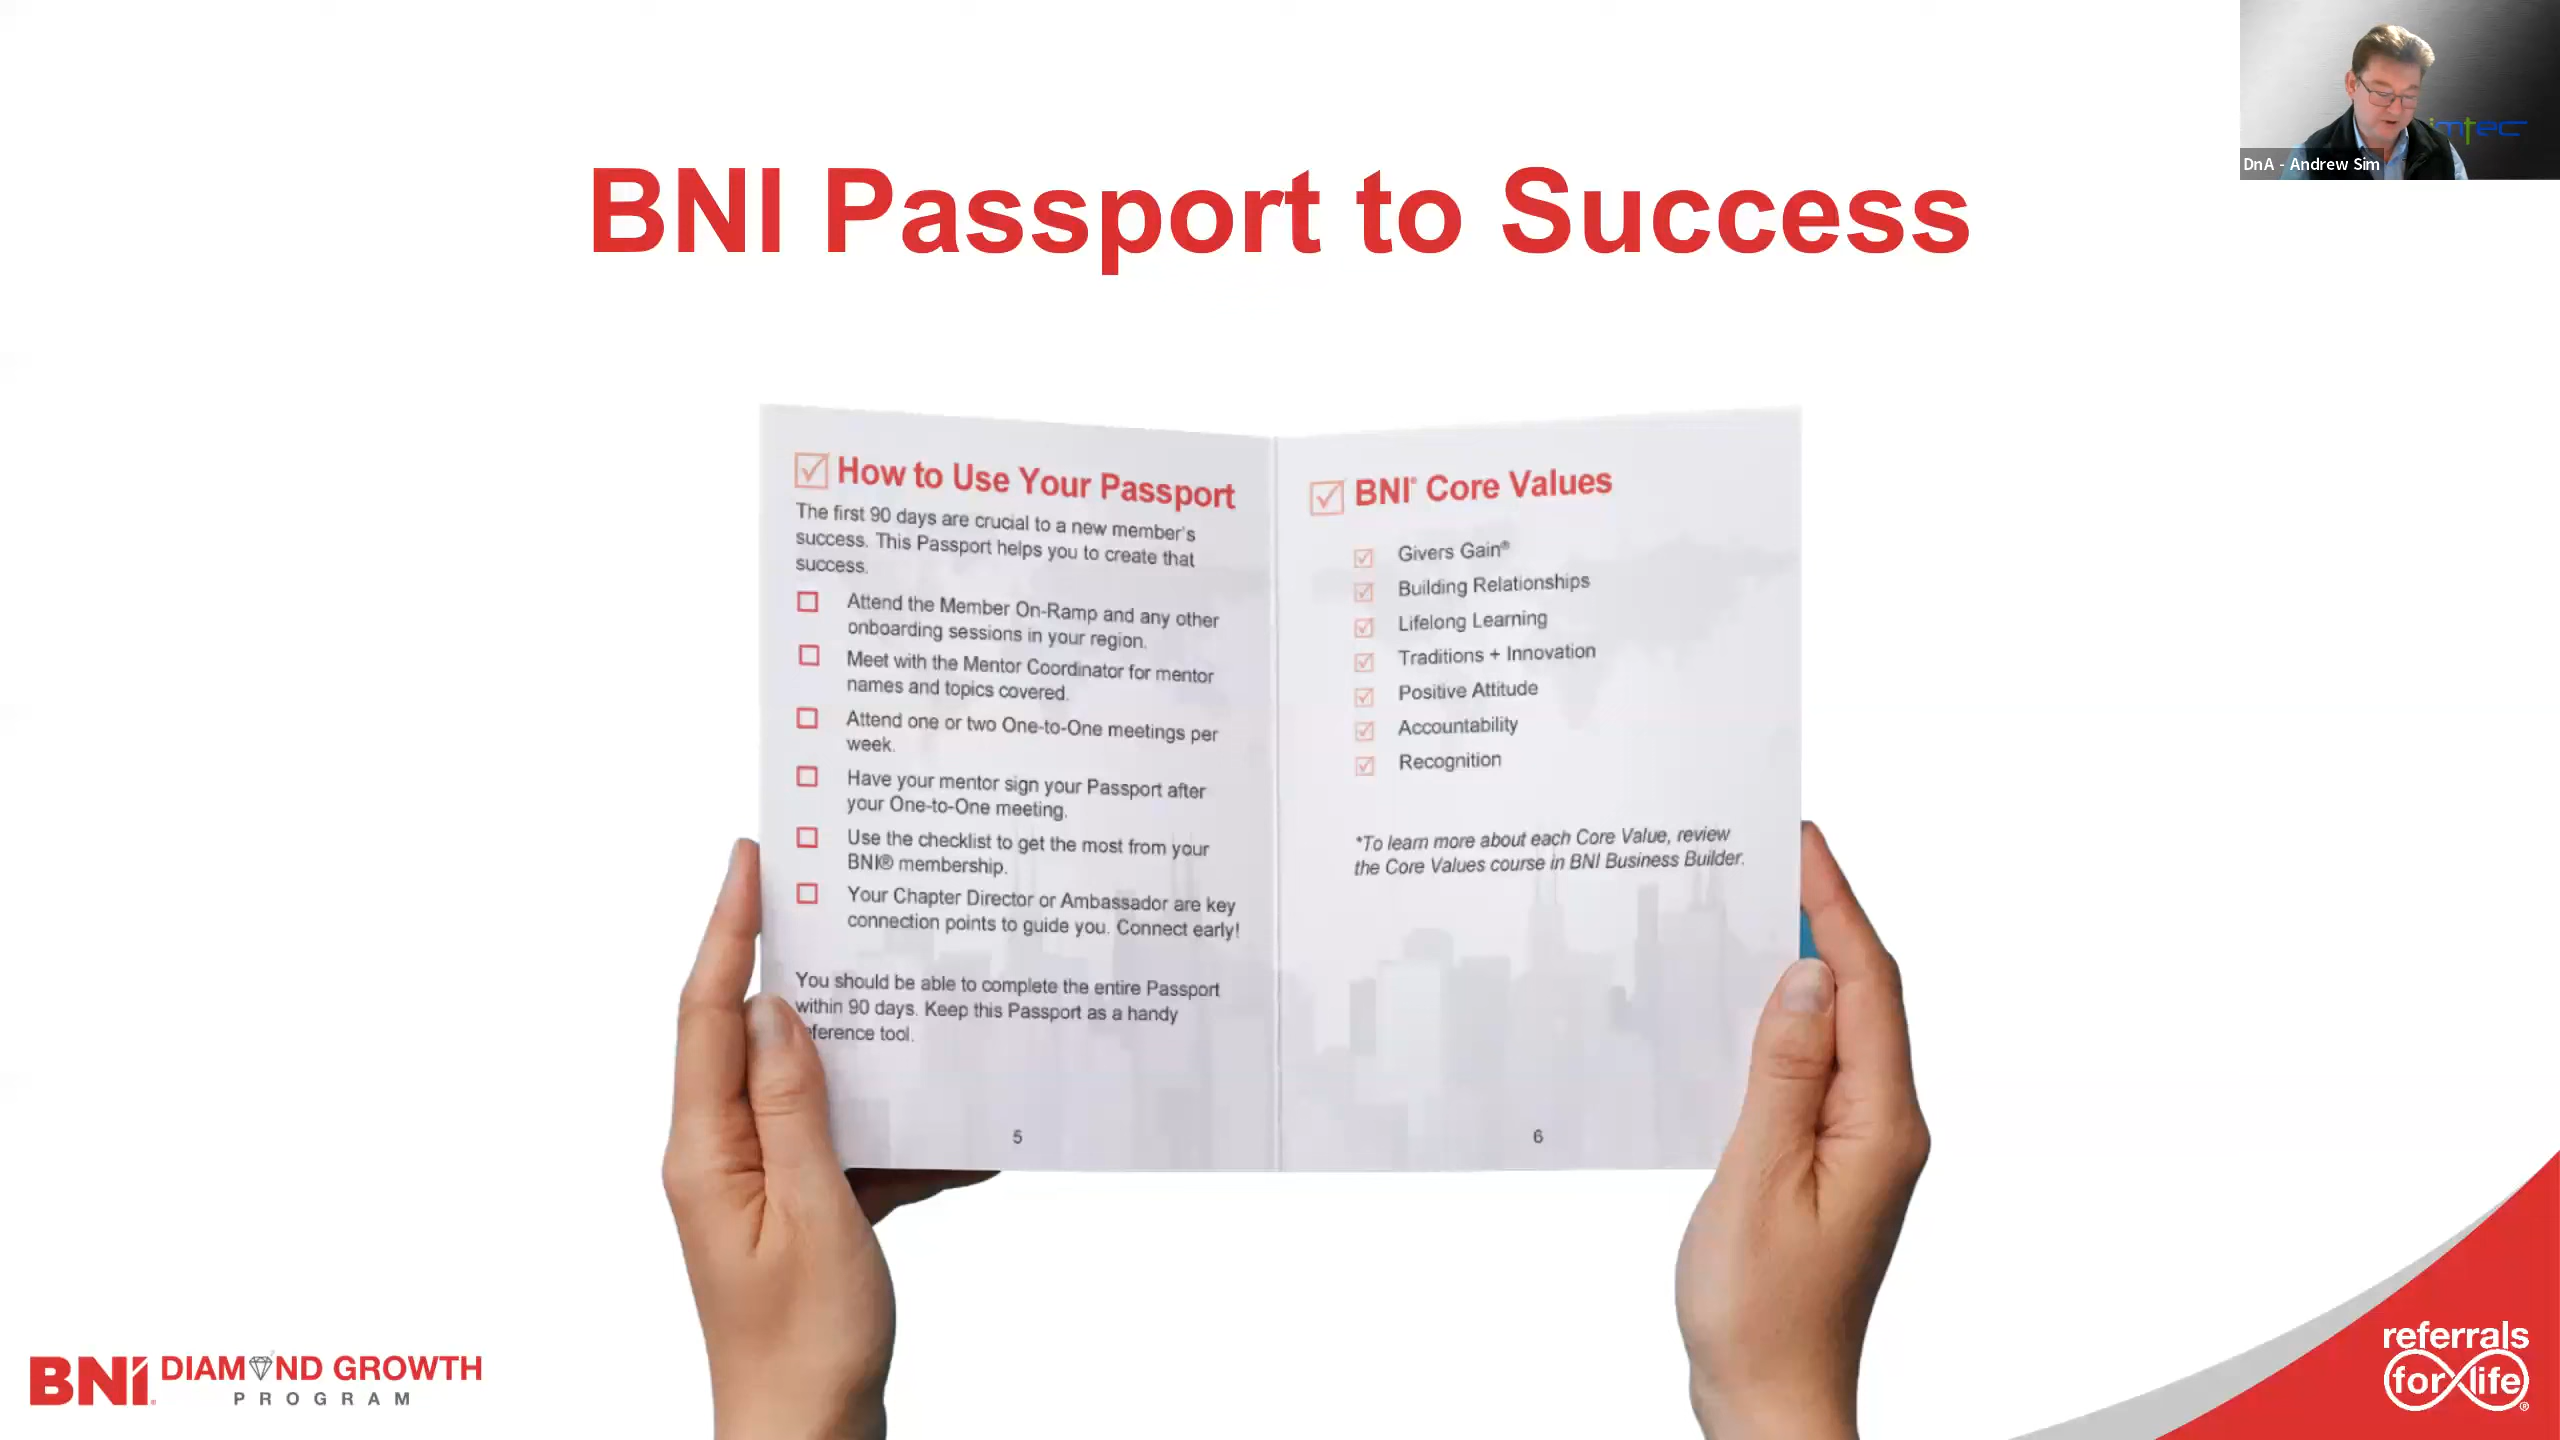 imtec
DnA - Andrew Sim
BNI Passport to Success
How to Use Your Passport
The first 90 days are crucial to a new member's
success. This Passport helps you to create that
success.
Attend the Member On-Ramp and any other
onboarding sessions in your region.
Meet with the Mentor Coordinator for mentor
names and topics covered.
Attend one or two One-to-One meetings per
week.
Have your mentor sign your Passport after
your One-to-One meeting.
Use the checklist to get the most from your
BNI® membership.
Your Chapter Director or Ambassador are key
connection points to guide you. Connect early!
You should be able to complete the entire Passport
within 90 days. Keep this Passport as a handy
eference tool.
5
BNI® Core Values
Givers Gain®
Building Relationships
Lifelong Learning
Traditions + Innovation
Positive Attitude
Accountability
Recognition
*To learn more about each Core Value, review
the Core Values course in BNI Business Builder.
6
BNI® DIAMOND GROWTH
PROGRAM
referrals
for life®